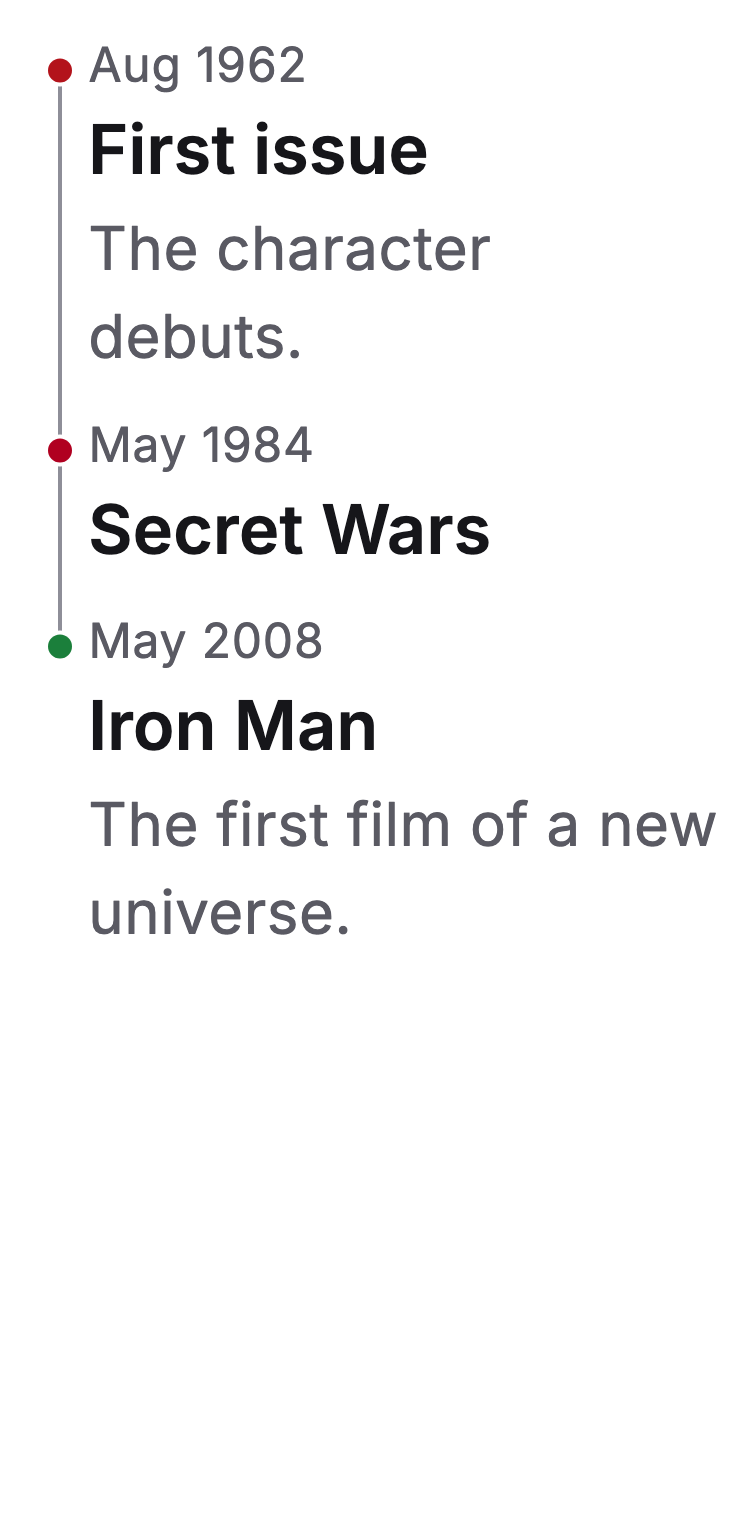 Aug 1962
First issue
The character
debuts.
May 1984
Secret Wars
May 2008
Iron Man
The first film of a new
universe.